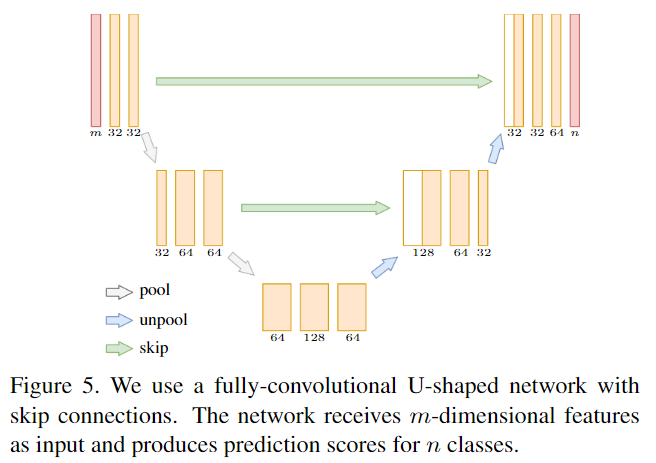 m 32 32
32 32 64 n
32 64 64
128 64 32
64 128 64
pool
unpool
skip
Figure 5. We use a fully-convolutional U-shaped network with
skip connections. The network receives m-dimensional features
as input and produces prediction scores for n classes.